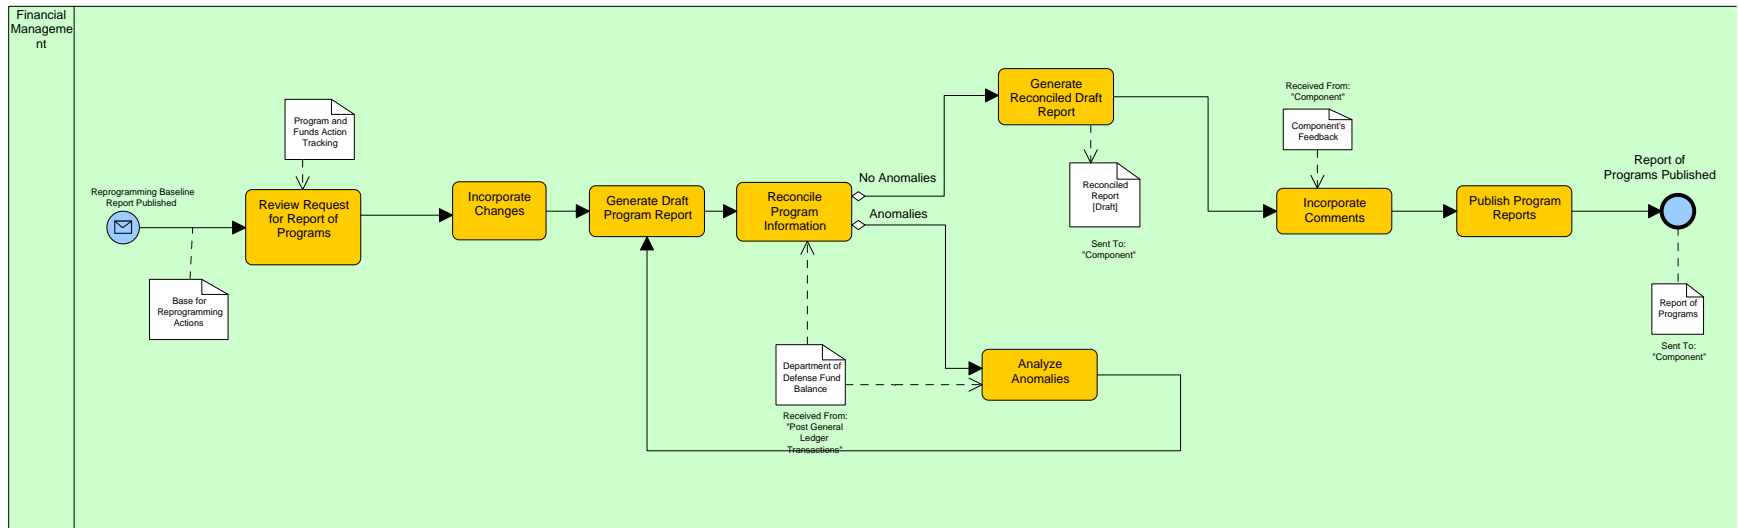 Financial
Manageme
nt
Program and
Funds Action
Tracking
Reprogramming Baseline
Report Published
Base for
Reprogramming
Actions
Review Request
for Report of
Programs
Incorporate
Changes
Generate Draft
Program Report
Reconcile
Program
Information
No Anomalies
Anomalies
Department of
Defense Fund
Balance
Received From:
"Post General
Ledger
Transactions"
Generate
Reconciled Draft
Report
Reconciled
Report
[Draft]
Sent To:
"Component"
Analyze
Anomalies
Received From:
"Component"
Component's
Feedback
Incorporate
Comments
Publish Program
Reports
Report of
Programs Published
Report of
Programs
Sent To:
"Component"